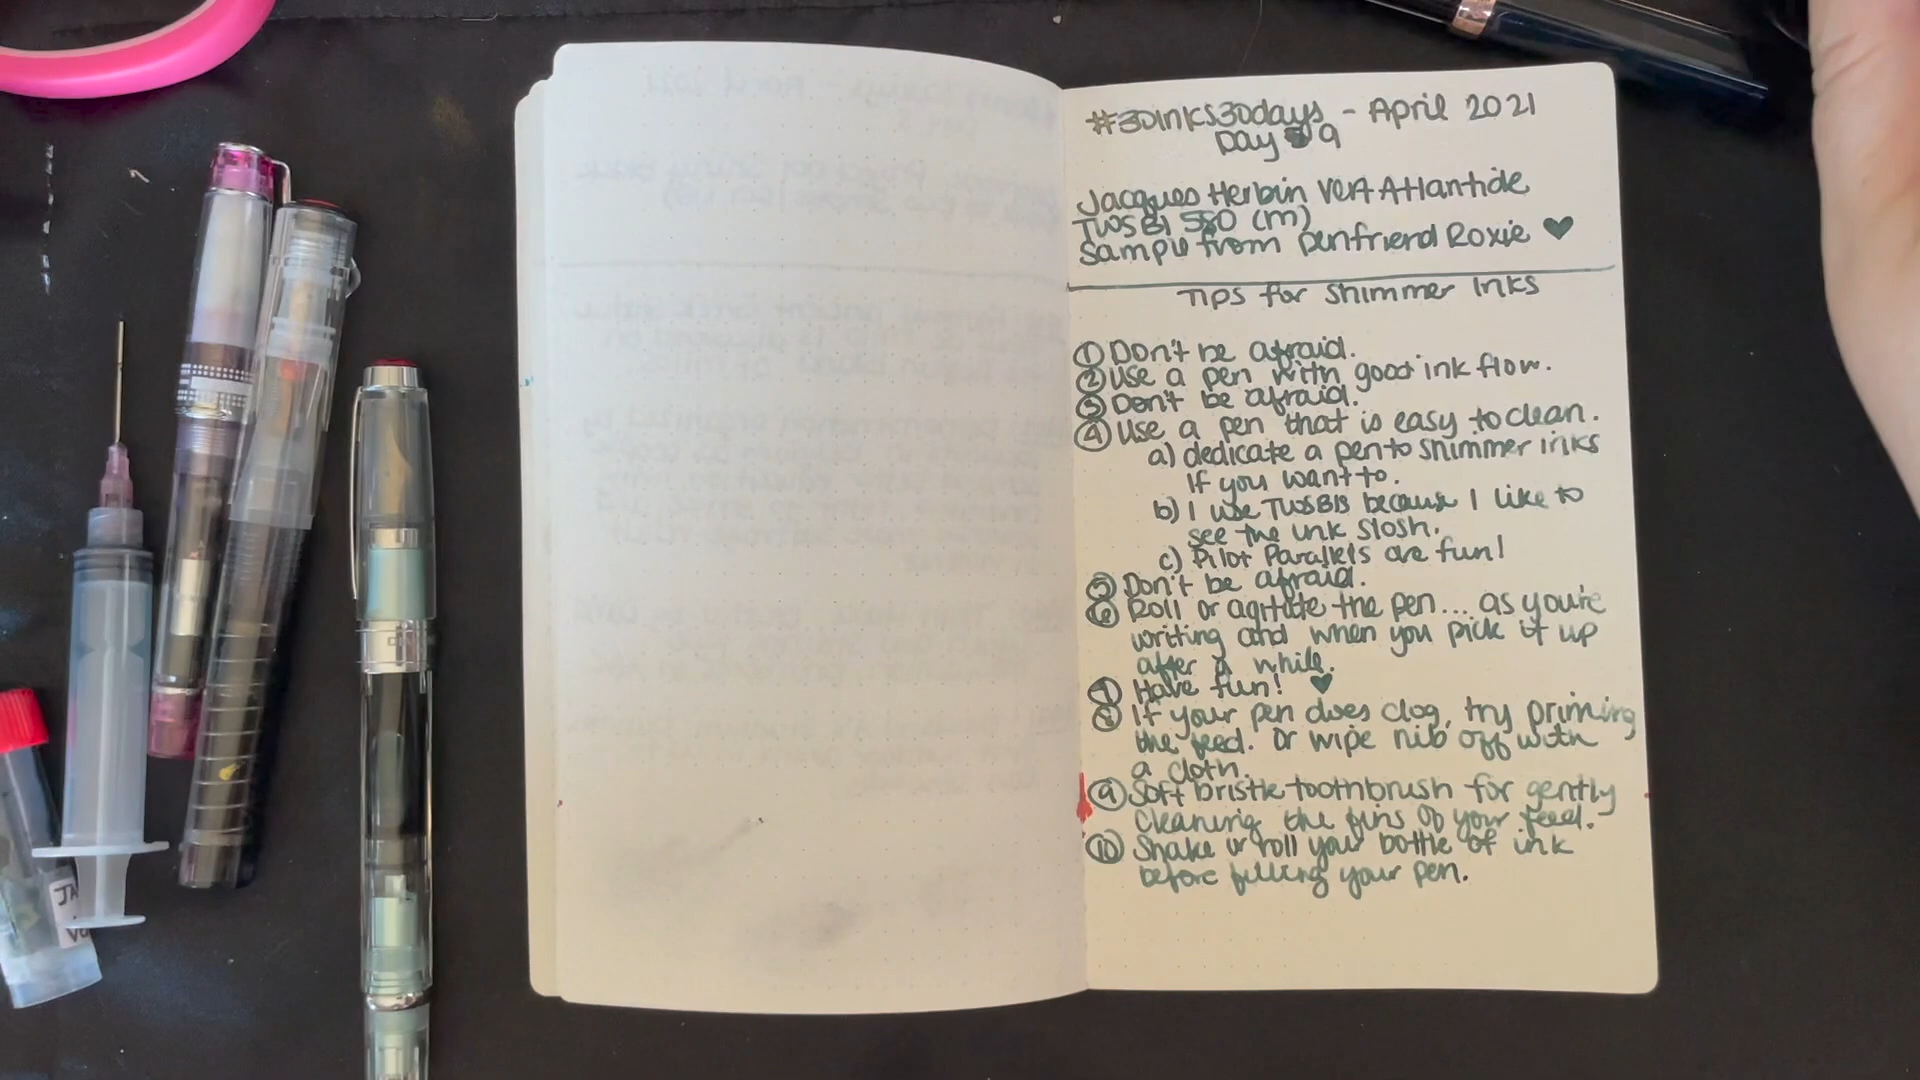 #30inks30days - April 2021
Day 9
Jacques Herbin Vert Atlantide
TWSBI 580 (m)
Sample from penfriend Roxie ♥
Tips for Shimmer Inks
① Don't be afraid.
② Use a pen with good ink flow.
③ Don't be afraid.
④ Use a pen that is easy to clean.
a) dedicate a pen to shimmer inks
if you want to.
b) I use TWSBIs because I like to
see the ink slosh.
c) Pilot Parallels are fun!
⑤ Don't be afraid.
⑥ Roll or agitate the pen... as you're
writing and when you pick it up
after a while.
⑦ Have fun! ♥
⑧ If your pen does clog, try priming
the feed. Or wipe nib off with
a cloth.
⑨ Soft bristle toothbrush for gently
cleaning the fins of your feed.
⑩ Shake or roll your bottle of ink
before filling your pen.
JA